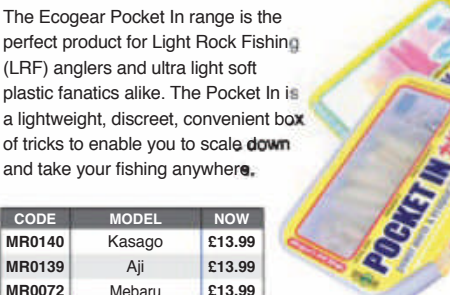 The Ecogear Pocket In range is the
perfect product for Light Rock Fishing
(LRF) anglers and ultra light soft
plastic fanatics alike. The Pocket In is
a lightweight, discreet, convenient box
of tricks to enable you to scale down
and take your fishing anywhere.
CODE MODEL NOW
MR0140 Kasago £13.99
MR0139 Aji £13.99
MR0072 Mebaru £13.99
POCKET IN